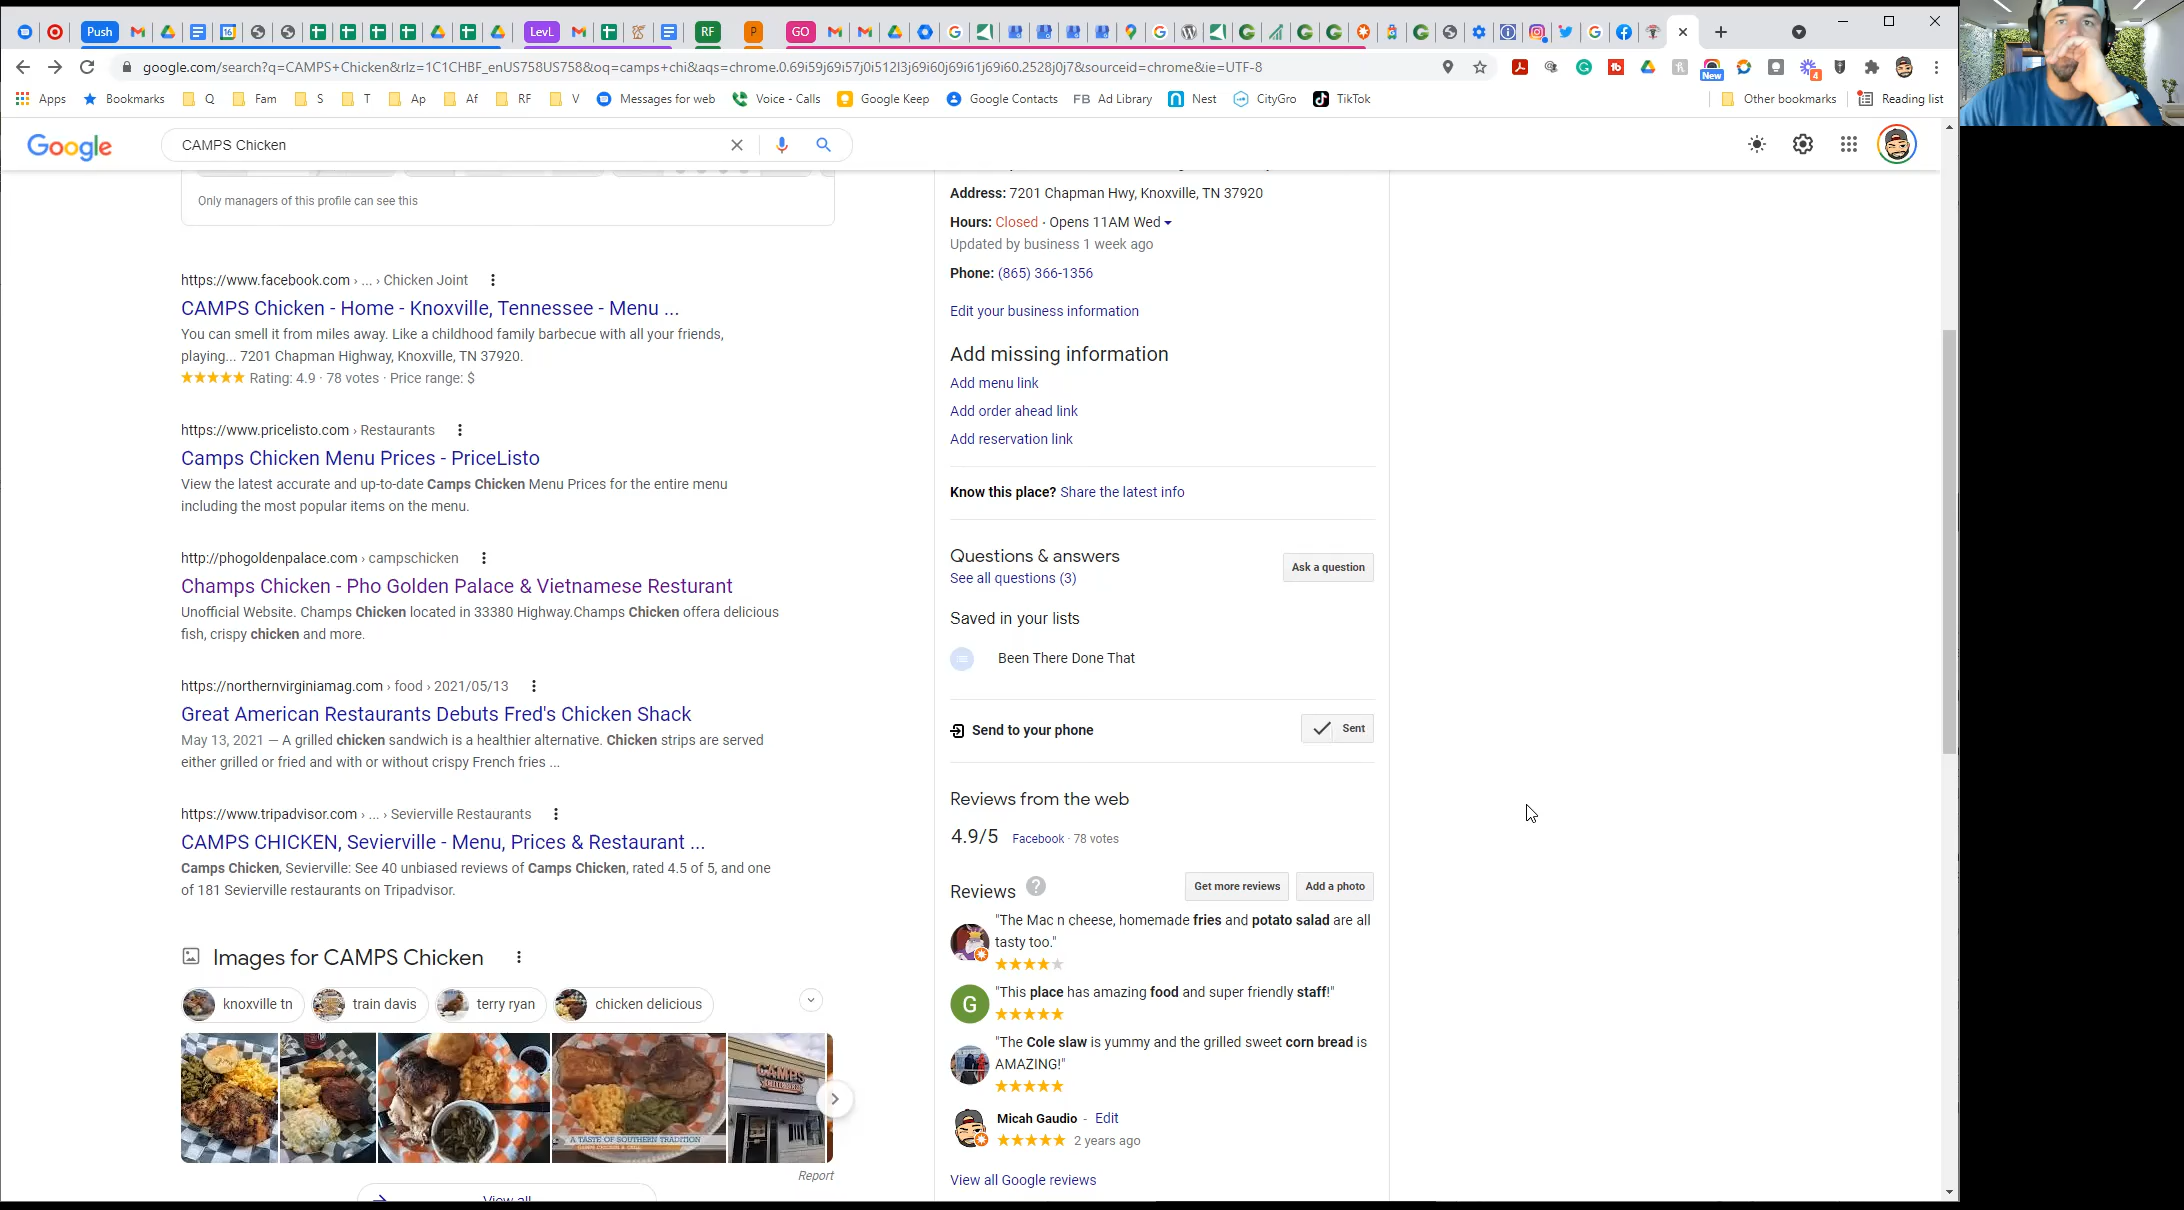 Push
LevL
RF
P
GO
google.com/search?q=CAMPS+Chicken&rlz=1C1CHBF_enUS758US758&oq=camps+chi&aqs=chrome.0.69i59j69i57j0i512l3j69i60j69i61j69i60.2528j0j7&sourceid=chrome&ie=UTF-8
New
4
Apps
Bookmarks
Q
Fam
S
T
Ap
Af
RF
V
Messages for web
Voice - Calls
Google Keep
Google Contacts
FB Ad Library
Nest
CityGro
TikTok
Other bookmarks
Reading list
Google
CAMPS Chicken
Only managers of this profile can see this
https://www.facebook.com › ... › Chicken Joint
CAMPS Chicken - Home - Knoxville, Tennessee - Menu ...
You can smell it from miles away. Like a childhood family barbecue with all your friends,
playing... 7201 Chapman Highway, Knoxville, TN 37920.
Rating: 4.9 · 78 votes · Price range: $
https://www.pricelisto.com › Restaurants
Camps Chicken Menu Prices - PriceListo
View the latest accurate and up-to-date Camps Chicken Menu Prices for the entire menu
including the most popular items on the menu.
http://phogoldenpalace.com › campschicken
Champs Chicken - Pho Golden Palace & Vietnamese Resturant
Unofficial Website. Champs Chicken located in 33380 Highway.Champs Chicken offera delicious
fish, crispy chicken and more.
https://northernvirginiamag.com › food › 2021/05/13
Great American Restaurants Debuts Fred's Chicken Shack
May 13, 2021 — A grilled chicken sandwich is a healthier alternative. Chicken strips are served
either grilled or fried and with or without crispy French fries ...
https://www.tripadvisor.com › ... › Sevierville Restaurants
CAMPS CHICKEN, Sevierville - Menu, Prices & Restaurant ...
Camps Chicken, Sevierville: See 40 unbiased reviews of Camps Chicken, rated 4.5 of 5, and one
of 181 Sevierville restaurants on Tripadvisor.
Images for CAMPS Chicken
knoxville tn
train davis
terry ryan
chicken delicious
A TASTE OF SOUTHERN TRADITION
CAMPS
Report
View all
Address: 7201 Chapman Hwy, Knoxville, TN 37920
Hours: Closed · Opens 11AM Wed
Updated by business 1 week ago
Phone: (865) 366-1356
Edit your business information
Add missing information
Add menu link
Add order ahead link
Add reservation link
Know this place? Share the latest info
Questions & answers
See all questions (3)
Ask a question
Saved in your lists
Been There Done That
Send to your phone
Sent
Reviews from the web
4.9/5 Facebook · 78 votes
Reviews
Get more reviews
Add a photo
"The Mac n cheese, homemade fries and potato salad are all
tasty too."
G
"This place has amazing food and super friendly staff!"
"The Cole slaw is yummy and the grilled sweet corn bread is
AMAZING!"
Micah Gaudio - Edit
2 years ago
View all Google reviews